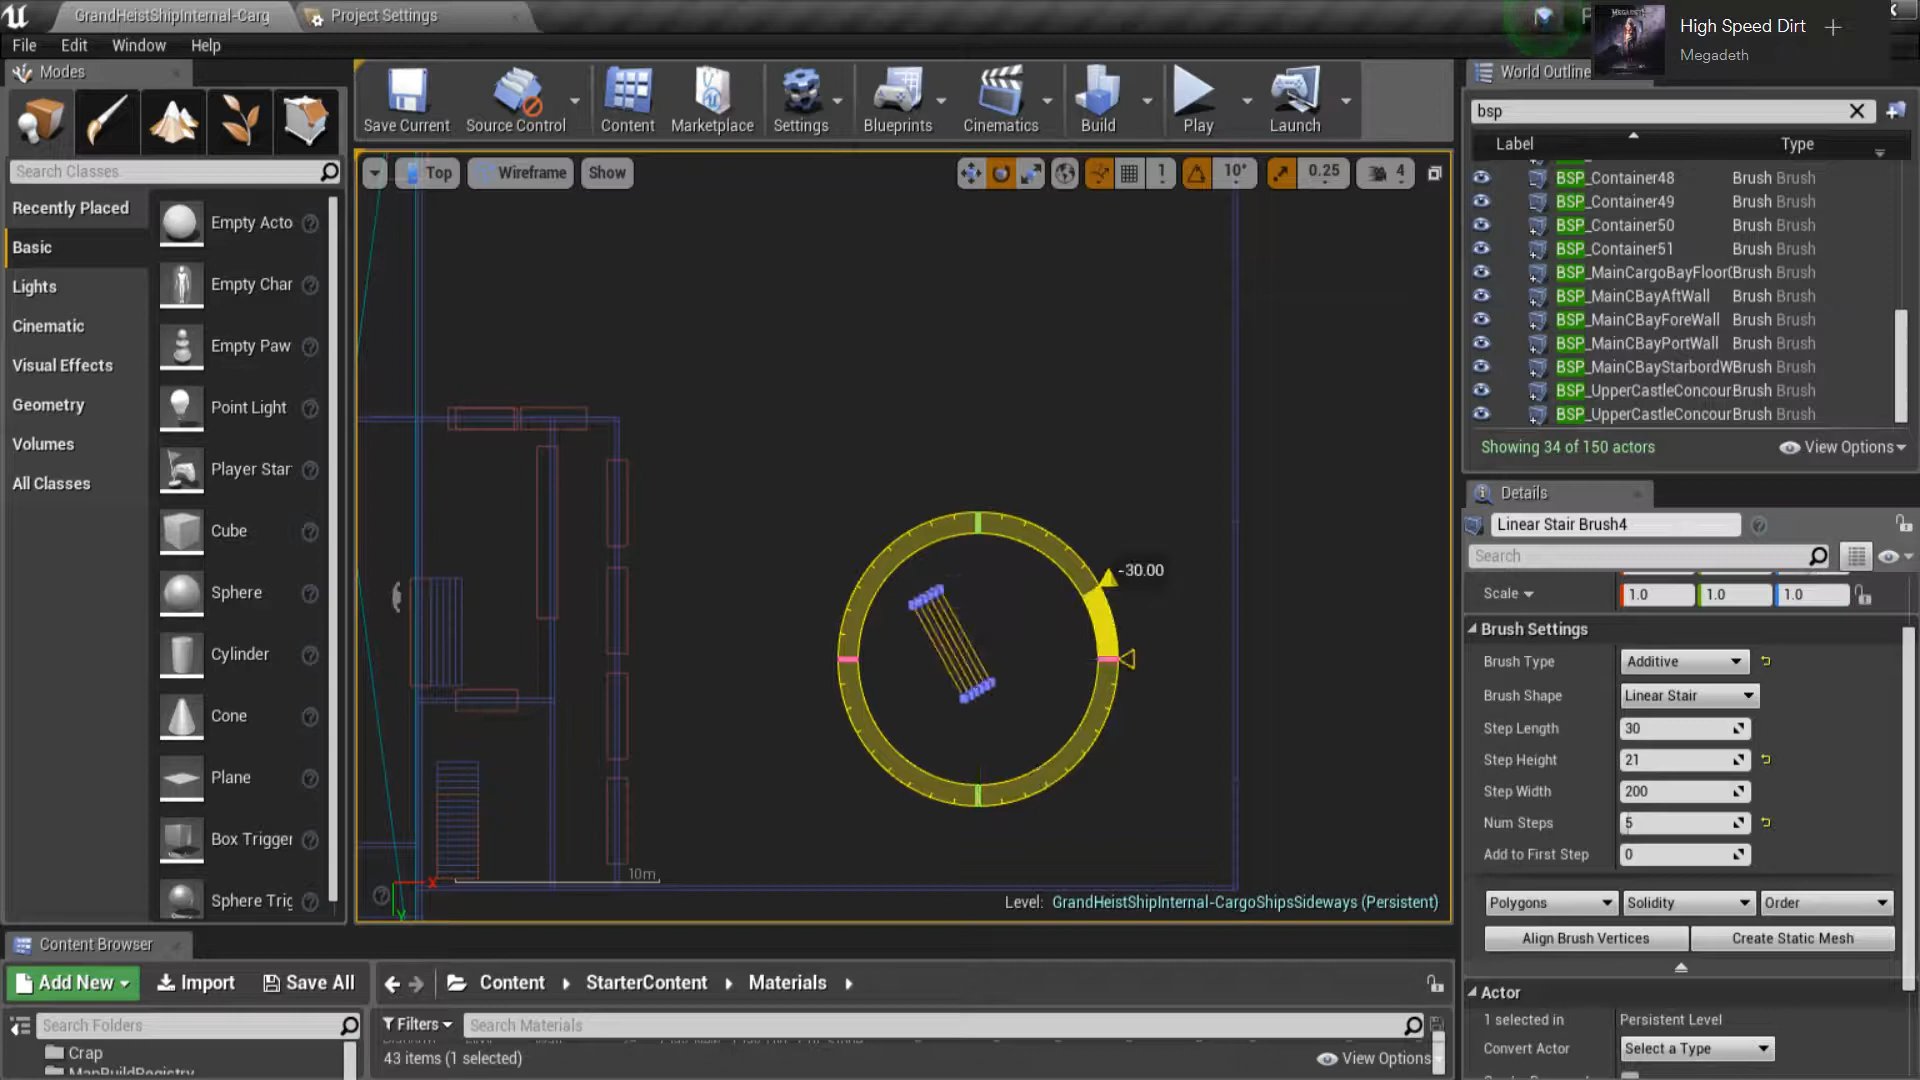 GrandHeistShipInternal-Carg
Project Settings
High Speed Dirt
Megadeth
File
Edit
Window
Help
Modes
Search Classes
Recently Placed
Basic
Lights
Cinematic
Visual Effects
Geometry
Volumes
All Classes
Empty Acto
Empty Char
Empty Paw
Point Light
Player Star
Cube
Sphere
Cylinder
Cone
Plane
Box Trigger
Sphere Trig
Save Current
Source Control
Content
Marketplace
Settings
Blueprints
Cinematics
Build
Play
Launch
Top
Wireframe
Show
1
10°
0.25
4
-30.00
10m
X
Y
Level: GrandHeistShipInternal-CargoShipsSideways (Persistent)
World Outline
bsp
Label Type
BSP_Container48 Brush Brush
BSP_Container49 Brush Brush
BSP_Container50 Brush Brush
BSP_Container51 Brush Brush
BSP_MainCargoBayFloor Brush Brush
BSP_MainCBayAftWall Brush Brush
BSP_MainCBayForeWall Brush Brush
BSP_MainCBayPortWall Brush Brush
BSP_MainCBayStarbordW Brush Brush
BSP_UpperCastleConcour Brush Brush
BSP_UpperCastleConcour Brush Brush
Showing 34 of 150 actors
View Options
Details
Linear Stair Brush4
Search
Scale 1.0 1.0 1.0
Brush Settings
Brush Type Additive
Brush Shape Linear Stair
Step Length 30
Step Height 21
Step Width 200
Num Steps 5
Add to First Step 0
Polygons Solidity Order
Align Brush Vertices Create Static Mesh
Actor
1 selected in Persistent Level
Convert Actor Select a Type
Content Browser
Add New Import Save All
Content StarterContent Materials
Search Folders
Filters
Search Materials
Crap
MapBuildRegistry
43 items (1 selected)
View Options